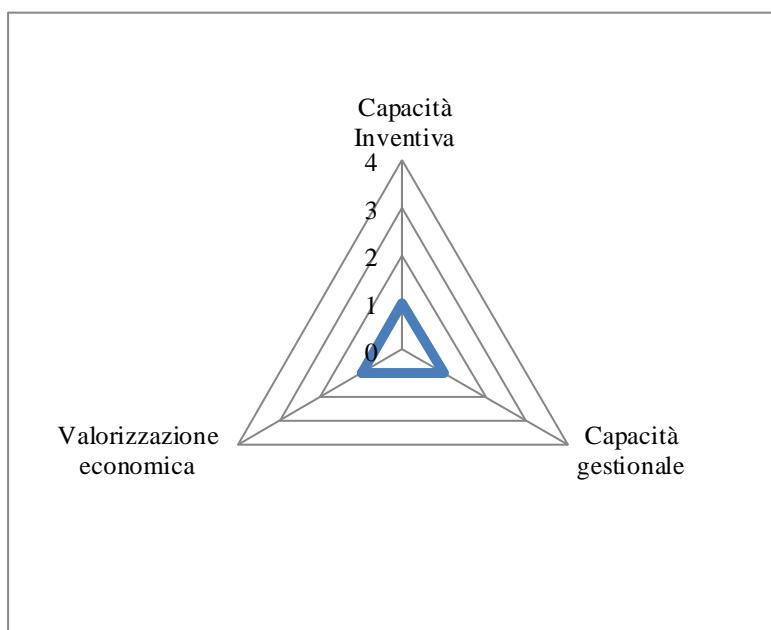 Capacità
Inventiva
4
3
2
1
0
Valorizzazione
economica
Capacità
gestionale